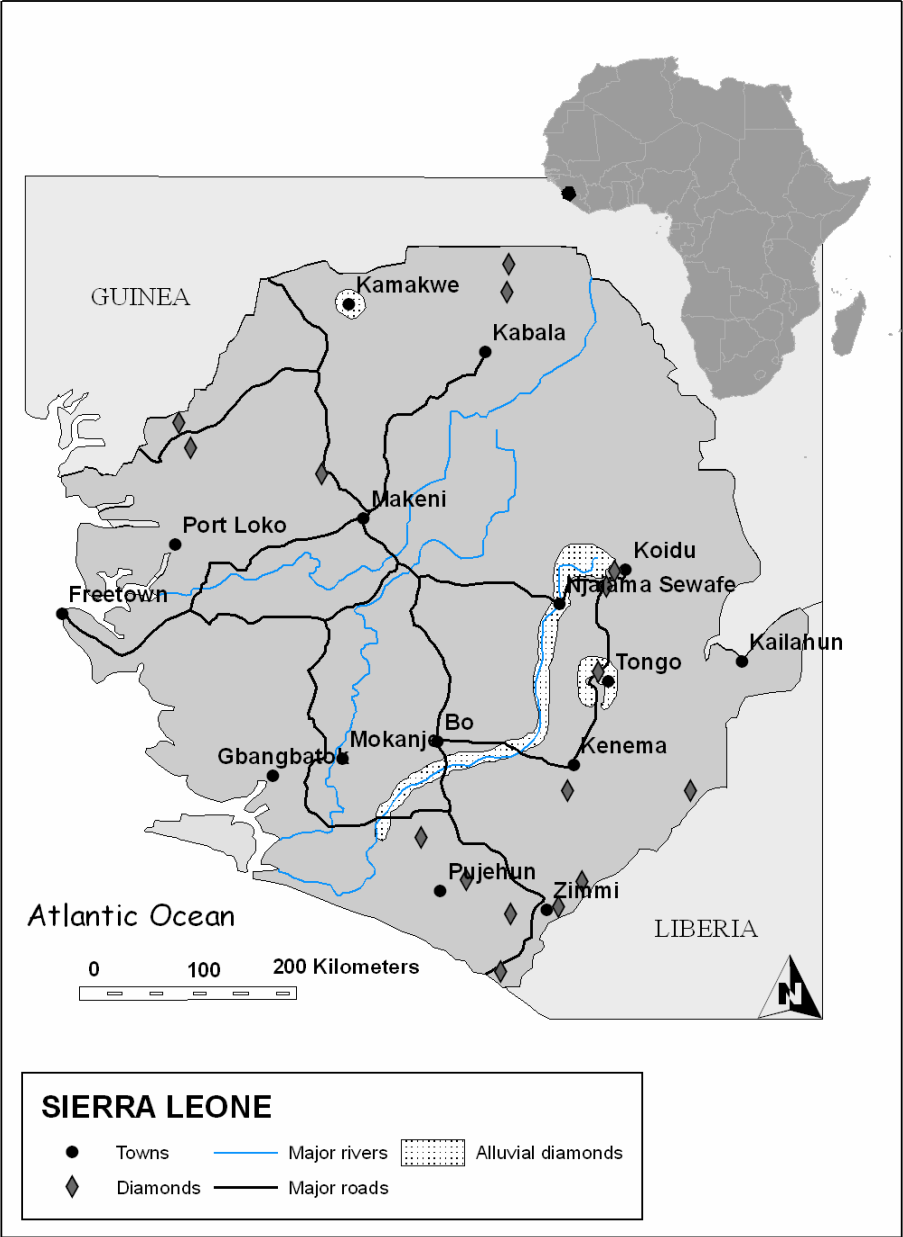 GUINEA
Kamakwe
Kabala
Makeni
Port Loko
Koidu
Njaiama Sewafe
Freetown
Kailahun
Tongo
Bo
Mokanje
Kenema
Gbangbatok
Pujehun
Zimmi
Atlantic Ocean
LIBERIA
0 100 200 Kilometers
N
SIERRA LEONE
Towns Major rivers Alluvial diamonds
Diamonds Major roads